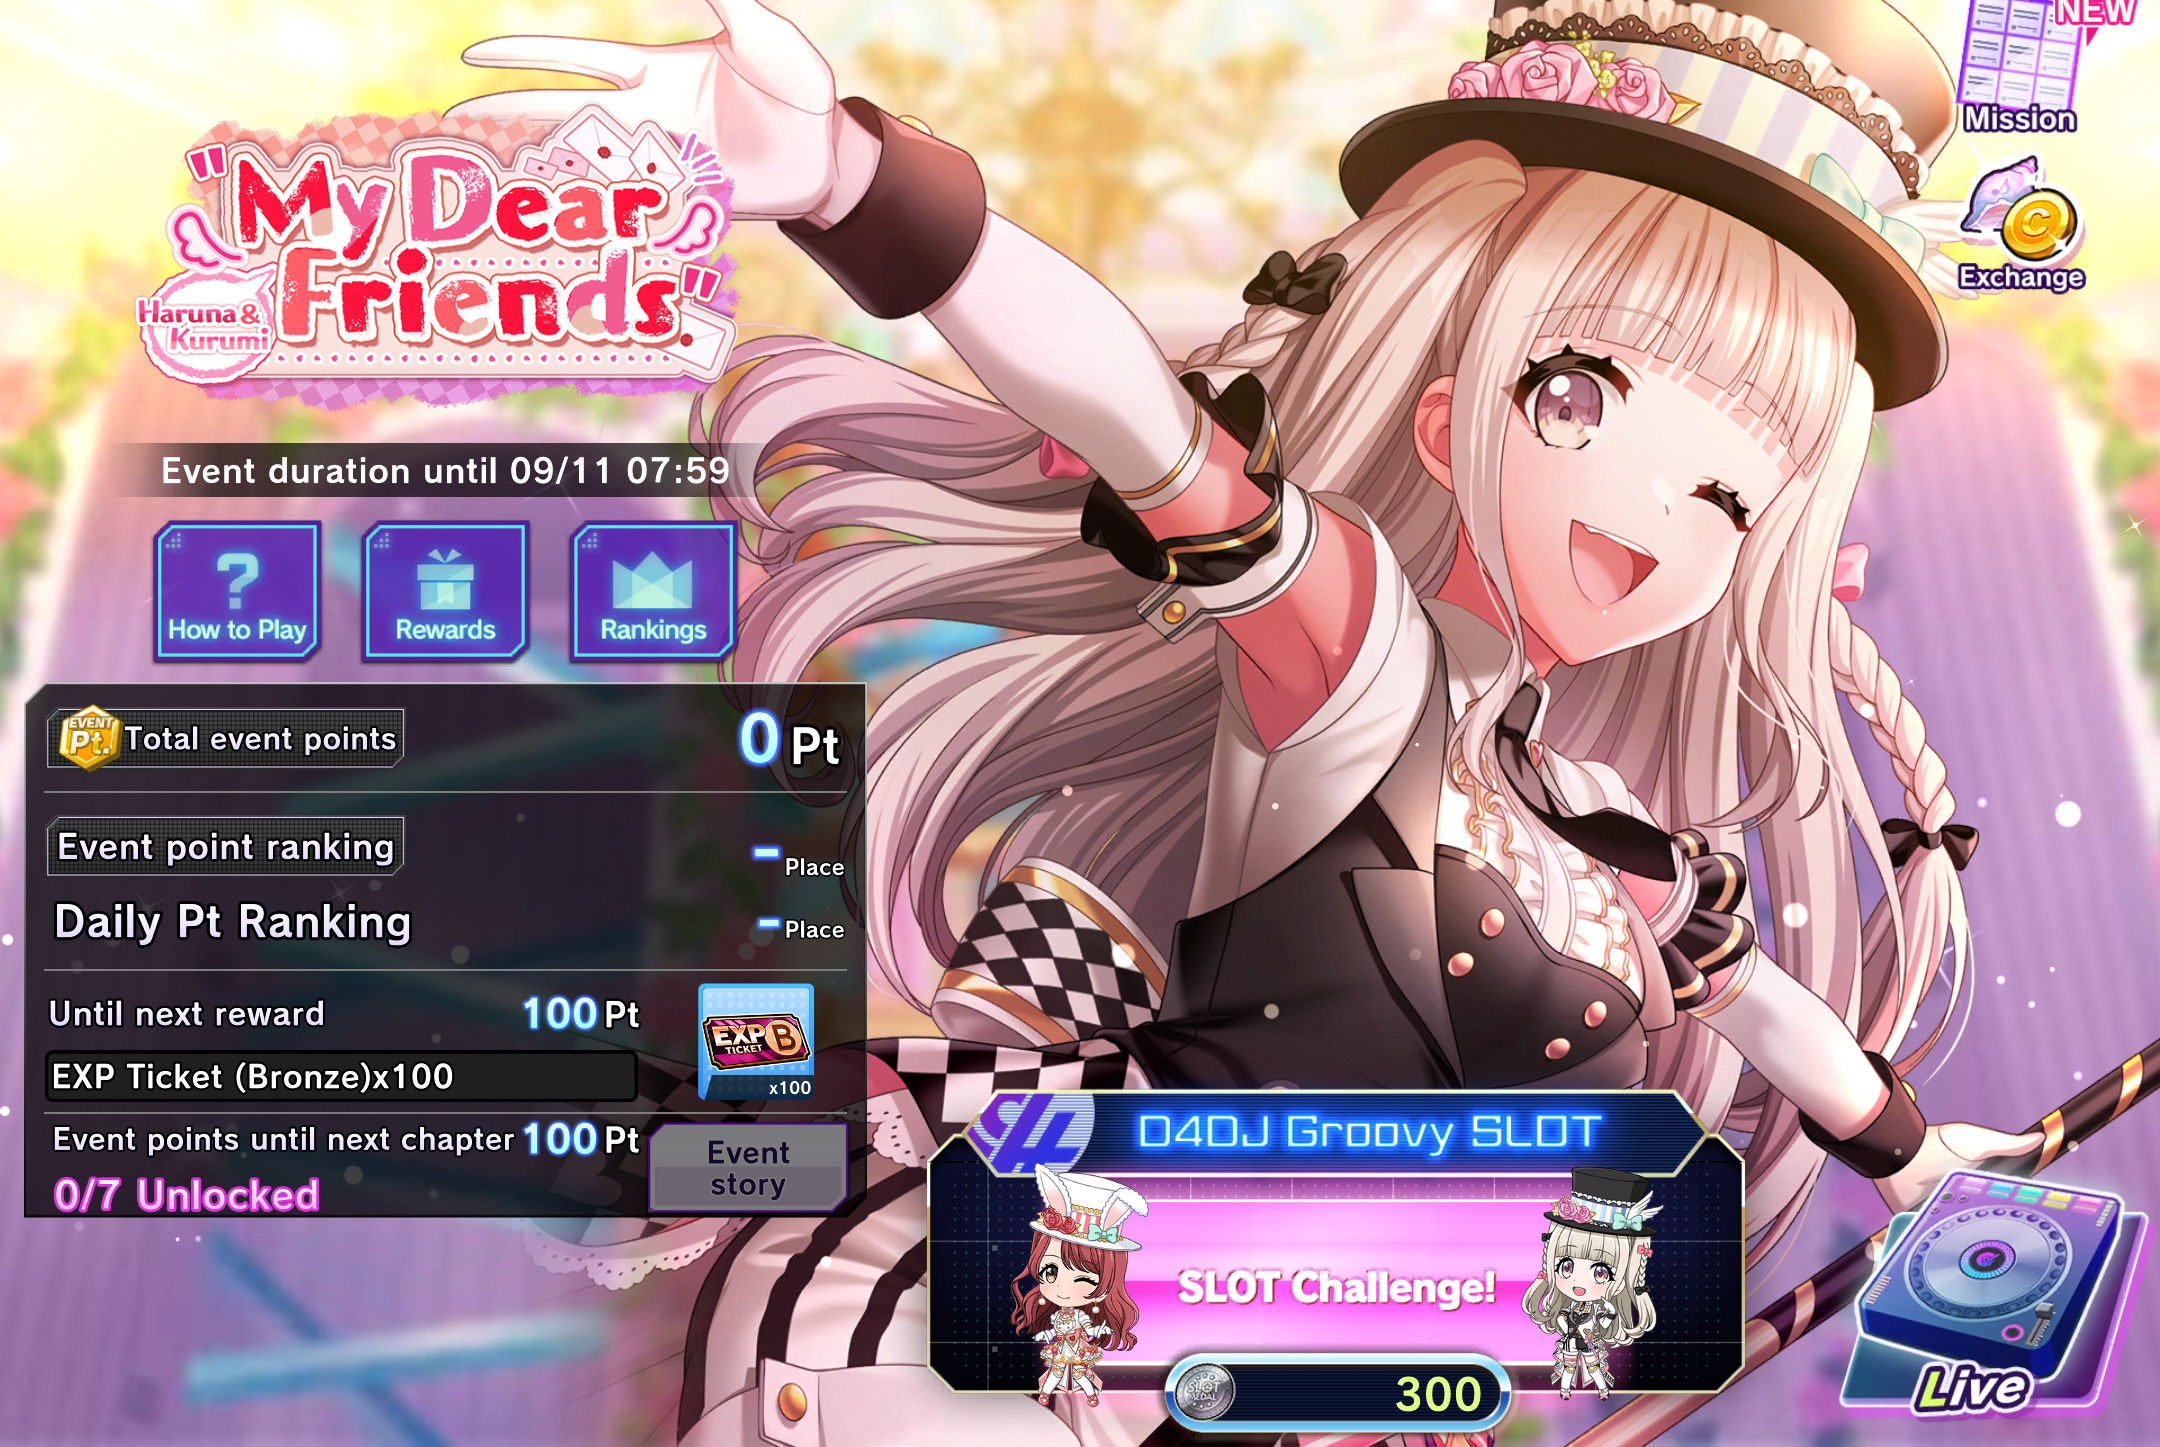 NEW
Mission
Exchange
"My Dear
Friends"
Haruna &
Kurumi
Event duration until 09/11 07:59
?
How to Play
Rewards
Rankings
EVENT
Pt.
Total event points
0 Pt
Event point ranking
- Place
Daily Pt Ranking
- Place
Until next reward
100 Pt
EXP Ticket (Bronze)x100
EXP B
TICKET
x100
Event points until next chapter 100 Pt
0/7 Unlocked
Event
story
D4DJ Groovy SLOT
SLOT Challenge!
SLOT
MEDAL
300
Live